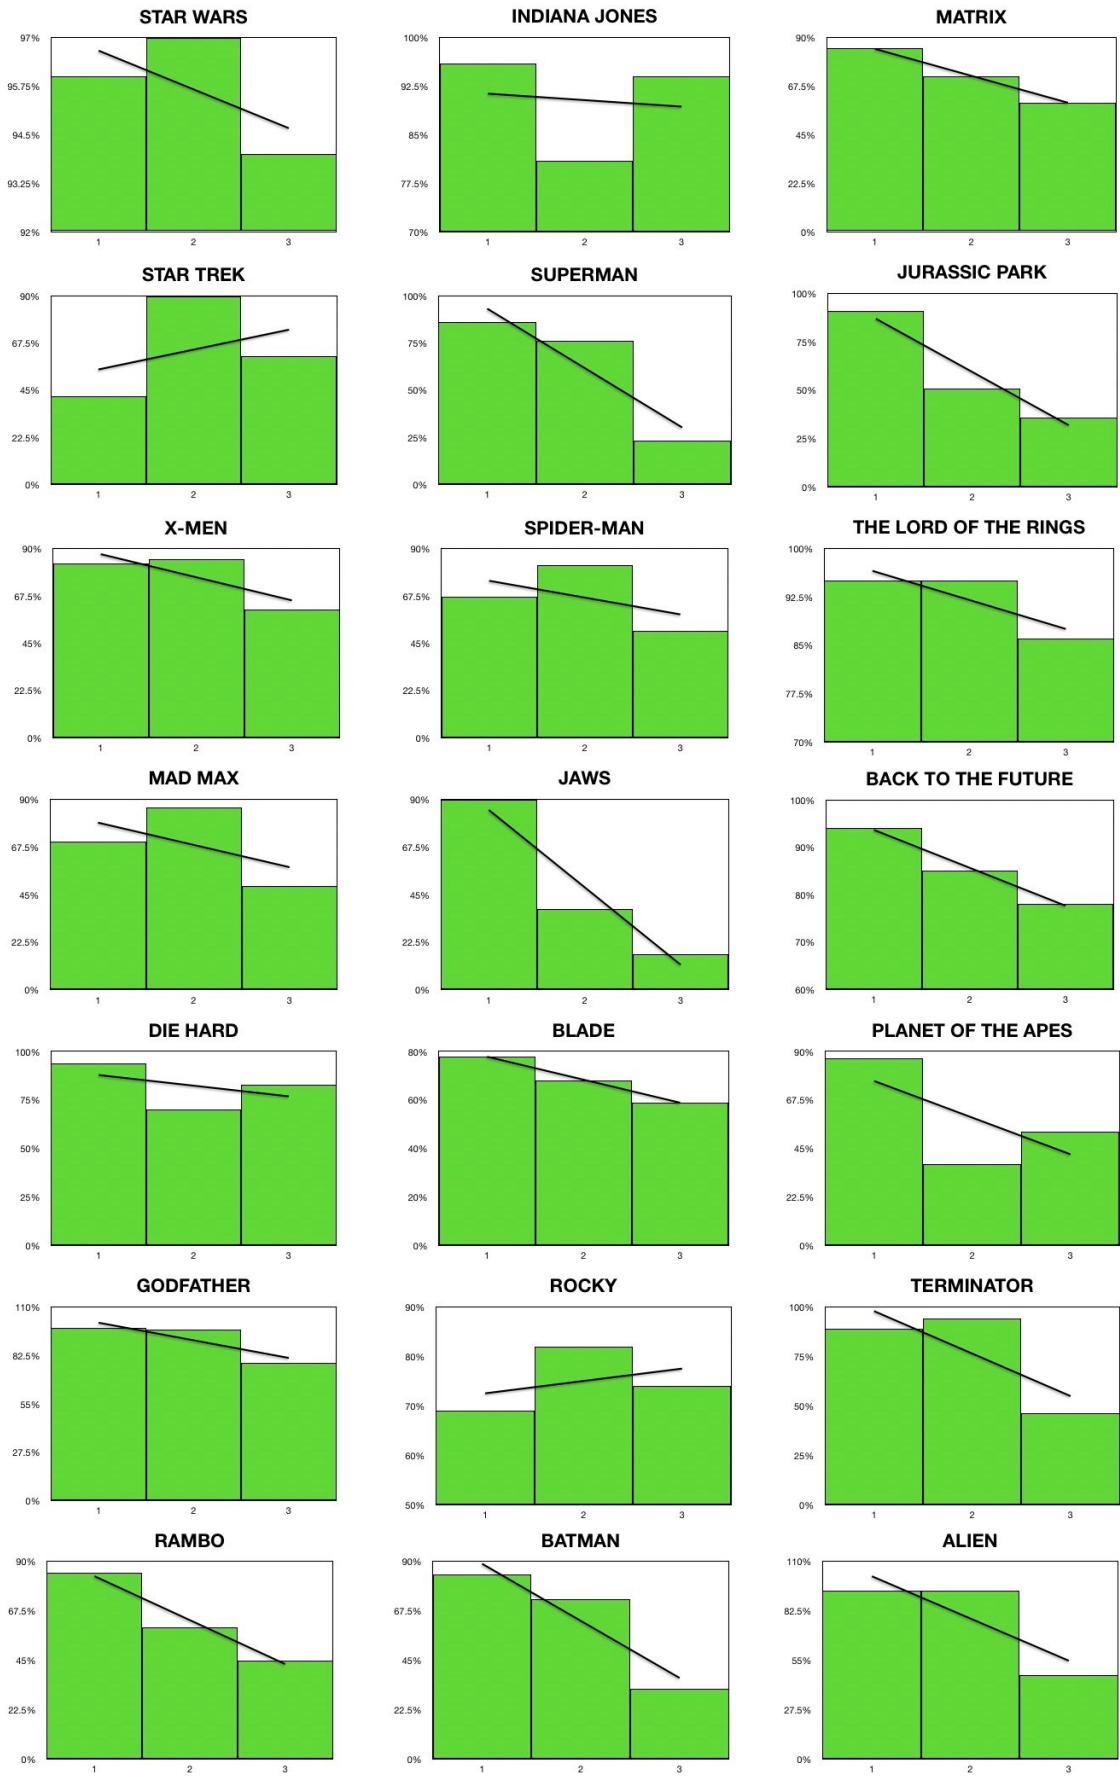 STAR WARS
97%
95.75%
94.5%
93.25%
92%
1 2 3
INDIANA JONES
100%
92.5%
85%
77.5%
70%
1 2 3
MATRIX
90%
67.5%
45%
22.5%
0%
1 2 3
STAR TREK
90%
67.5%
45%
22.5%
0%
1 2 3
SUPERMAN
100%
75%
50%
25%
0%
1 2 3
JURASSIC PARK
100%
75%
50%
25%
0%
1 2 3
X-MEN
90%
67.5%
45%
22.5%
0%
1 2 3
SPIDER-MAN
90%
67.5%
45%
22.5%
0%
1 2 3
THE LORD OF THE RINGS
100%
92.5%
85%
77.5%
70%
1 2 3
MAD MAX
90%
67.5%
45%
22.5%
0%
1 2 3
JAWS
90%
67.5%
45%
22.5%
0%
1 2 3
BACK TO THE FUTURE
100%
90%
80%
70%
60%
1 2 3
DIE HARD
100%
75%
50%
25%
0%
1 2 3
BLADE
80%
60%
40%
20%
0%
1 2 3
PLANET OF THE APES
90%
67.5%
45%
22.5%
0%
1 2 3
GODFATHER
110%
82.5%
55%
27.5%
0%
1 2 3
ROCKY
90%
80%
70%
60%
50%
1 2 3
TERMINATOR
100%
75%
50%
25%
0%
1 2 3
RAMBO
90%
67.5%
45%
22.5%
0%
1 2 3
BATMAN
90%
67.5%
45%
22.5%
0%
1 2 3
ALIEN
110%
82.5%
55%
27.5%
0%
1 2 3